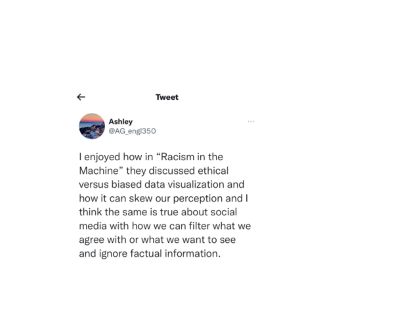 Tweet
Ashley
@AG_engl350
I enjoyed how in “Racism in the
Machine” they discussed ethical
versus biased data visualization and
how it can skew our perception and I
think the same is true about social
media with how we can filter what we
agree with or what we want to see
and ignore factual information.